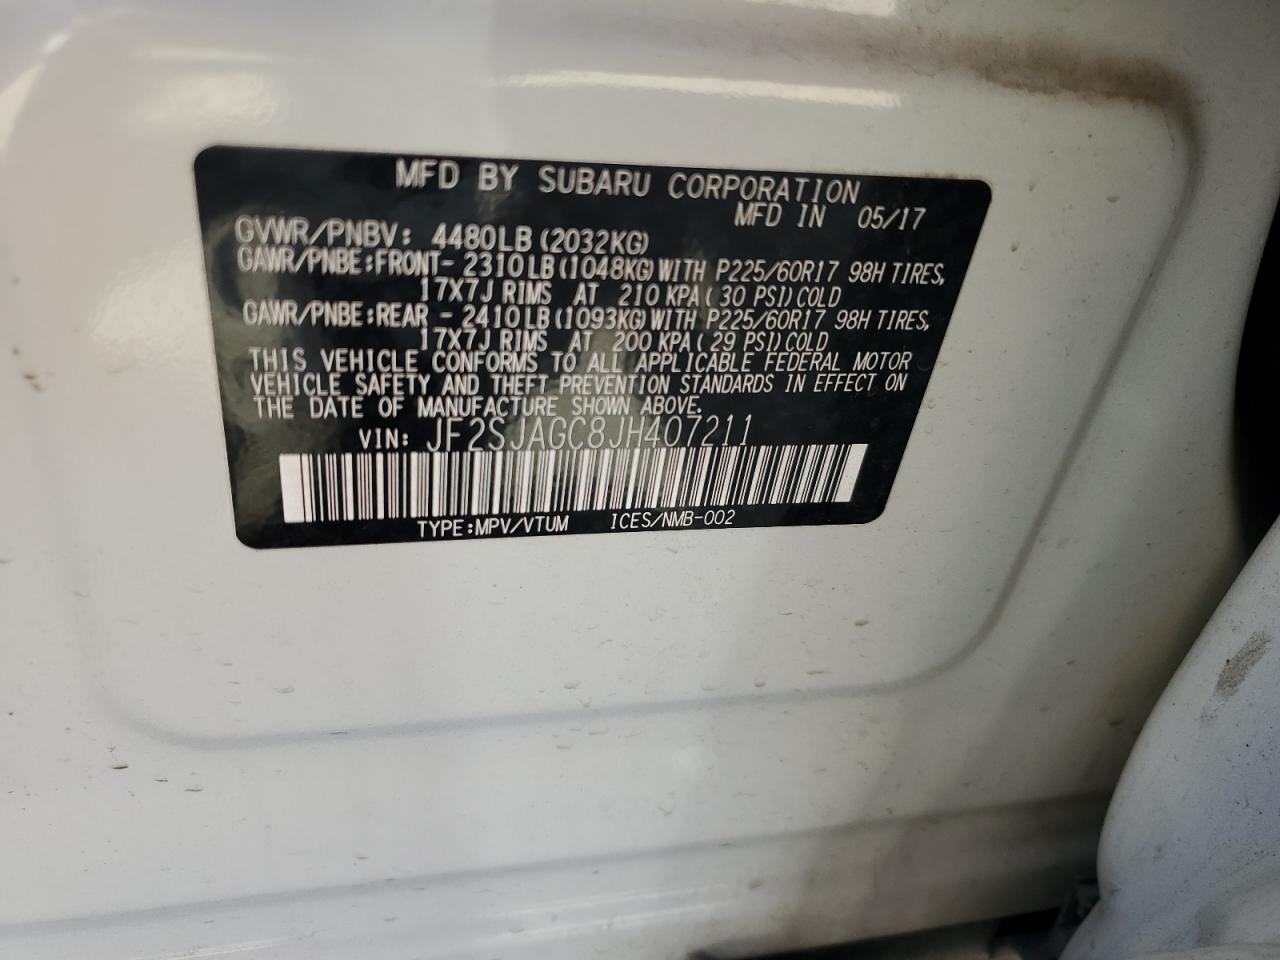 MFD BY SUBARU CORPORATION
MFD IN 05/17
GVWR/PNBV: 4480LB (2032KG)
GAWR/PNBE:FRONT- 2310LB (1048KG) WITH P225/60R17 98H TIRES,
17X7J RIMS AT 210 KPA ( 30 PSI) COLD
GAWR/PNBE:REAR - 2410LB (1093KG) WITH P225/60R17 98H TIRES,
17X7J RIMS AT 200 KPA ( 29 PSI) COLD
THIS VEHICLE CONFORMS TO ALL APPLICABLE FEDERAL MOTOR
VEHICLE SAFETY AND THEFT PREVENTION STANDARDS IN EFFECT ON
THE DATE OF MANUFACTURE SHOWN ABOVE.
VIN: JF2SJAGC8JH407211
TYPE:MPV/VTUM ICES/NMB-002